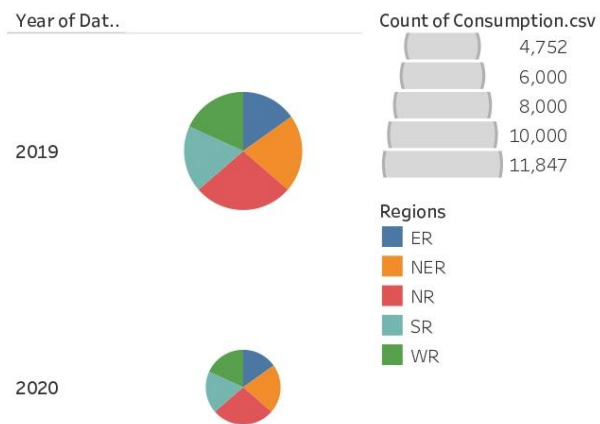 Year of Dat..
2019
2020
Count of Consumption.csv
4,752
6,000
8,000
10,000
11,847
Regions
ER
NER
NR
SR
WR